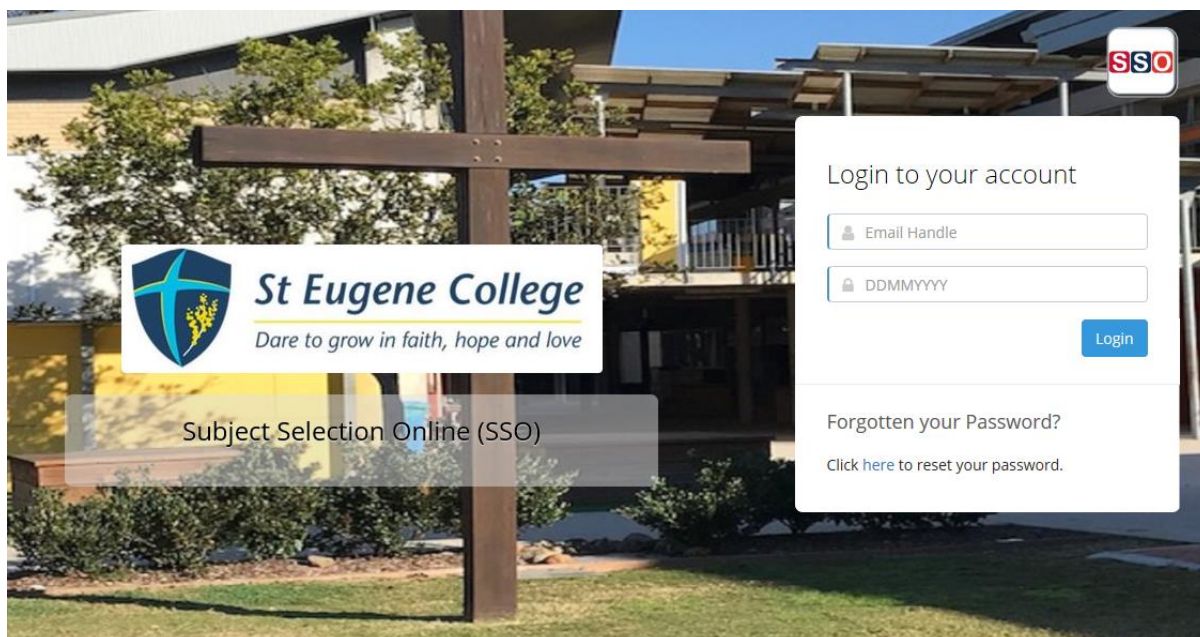 SSO
St Eugene College
Dare to grow in faith, hope and love
Subject Selection Online (SSO)
Login to your account
Email Handle
DDMMYYYY
Login
Forgotten your Password?
Click here to reset your password.